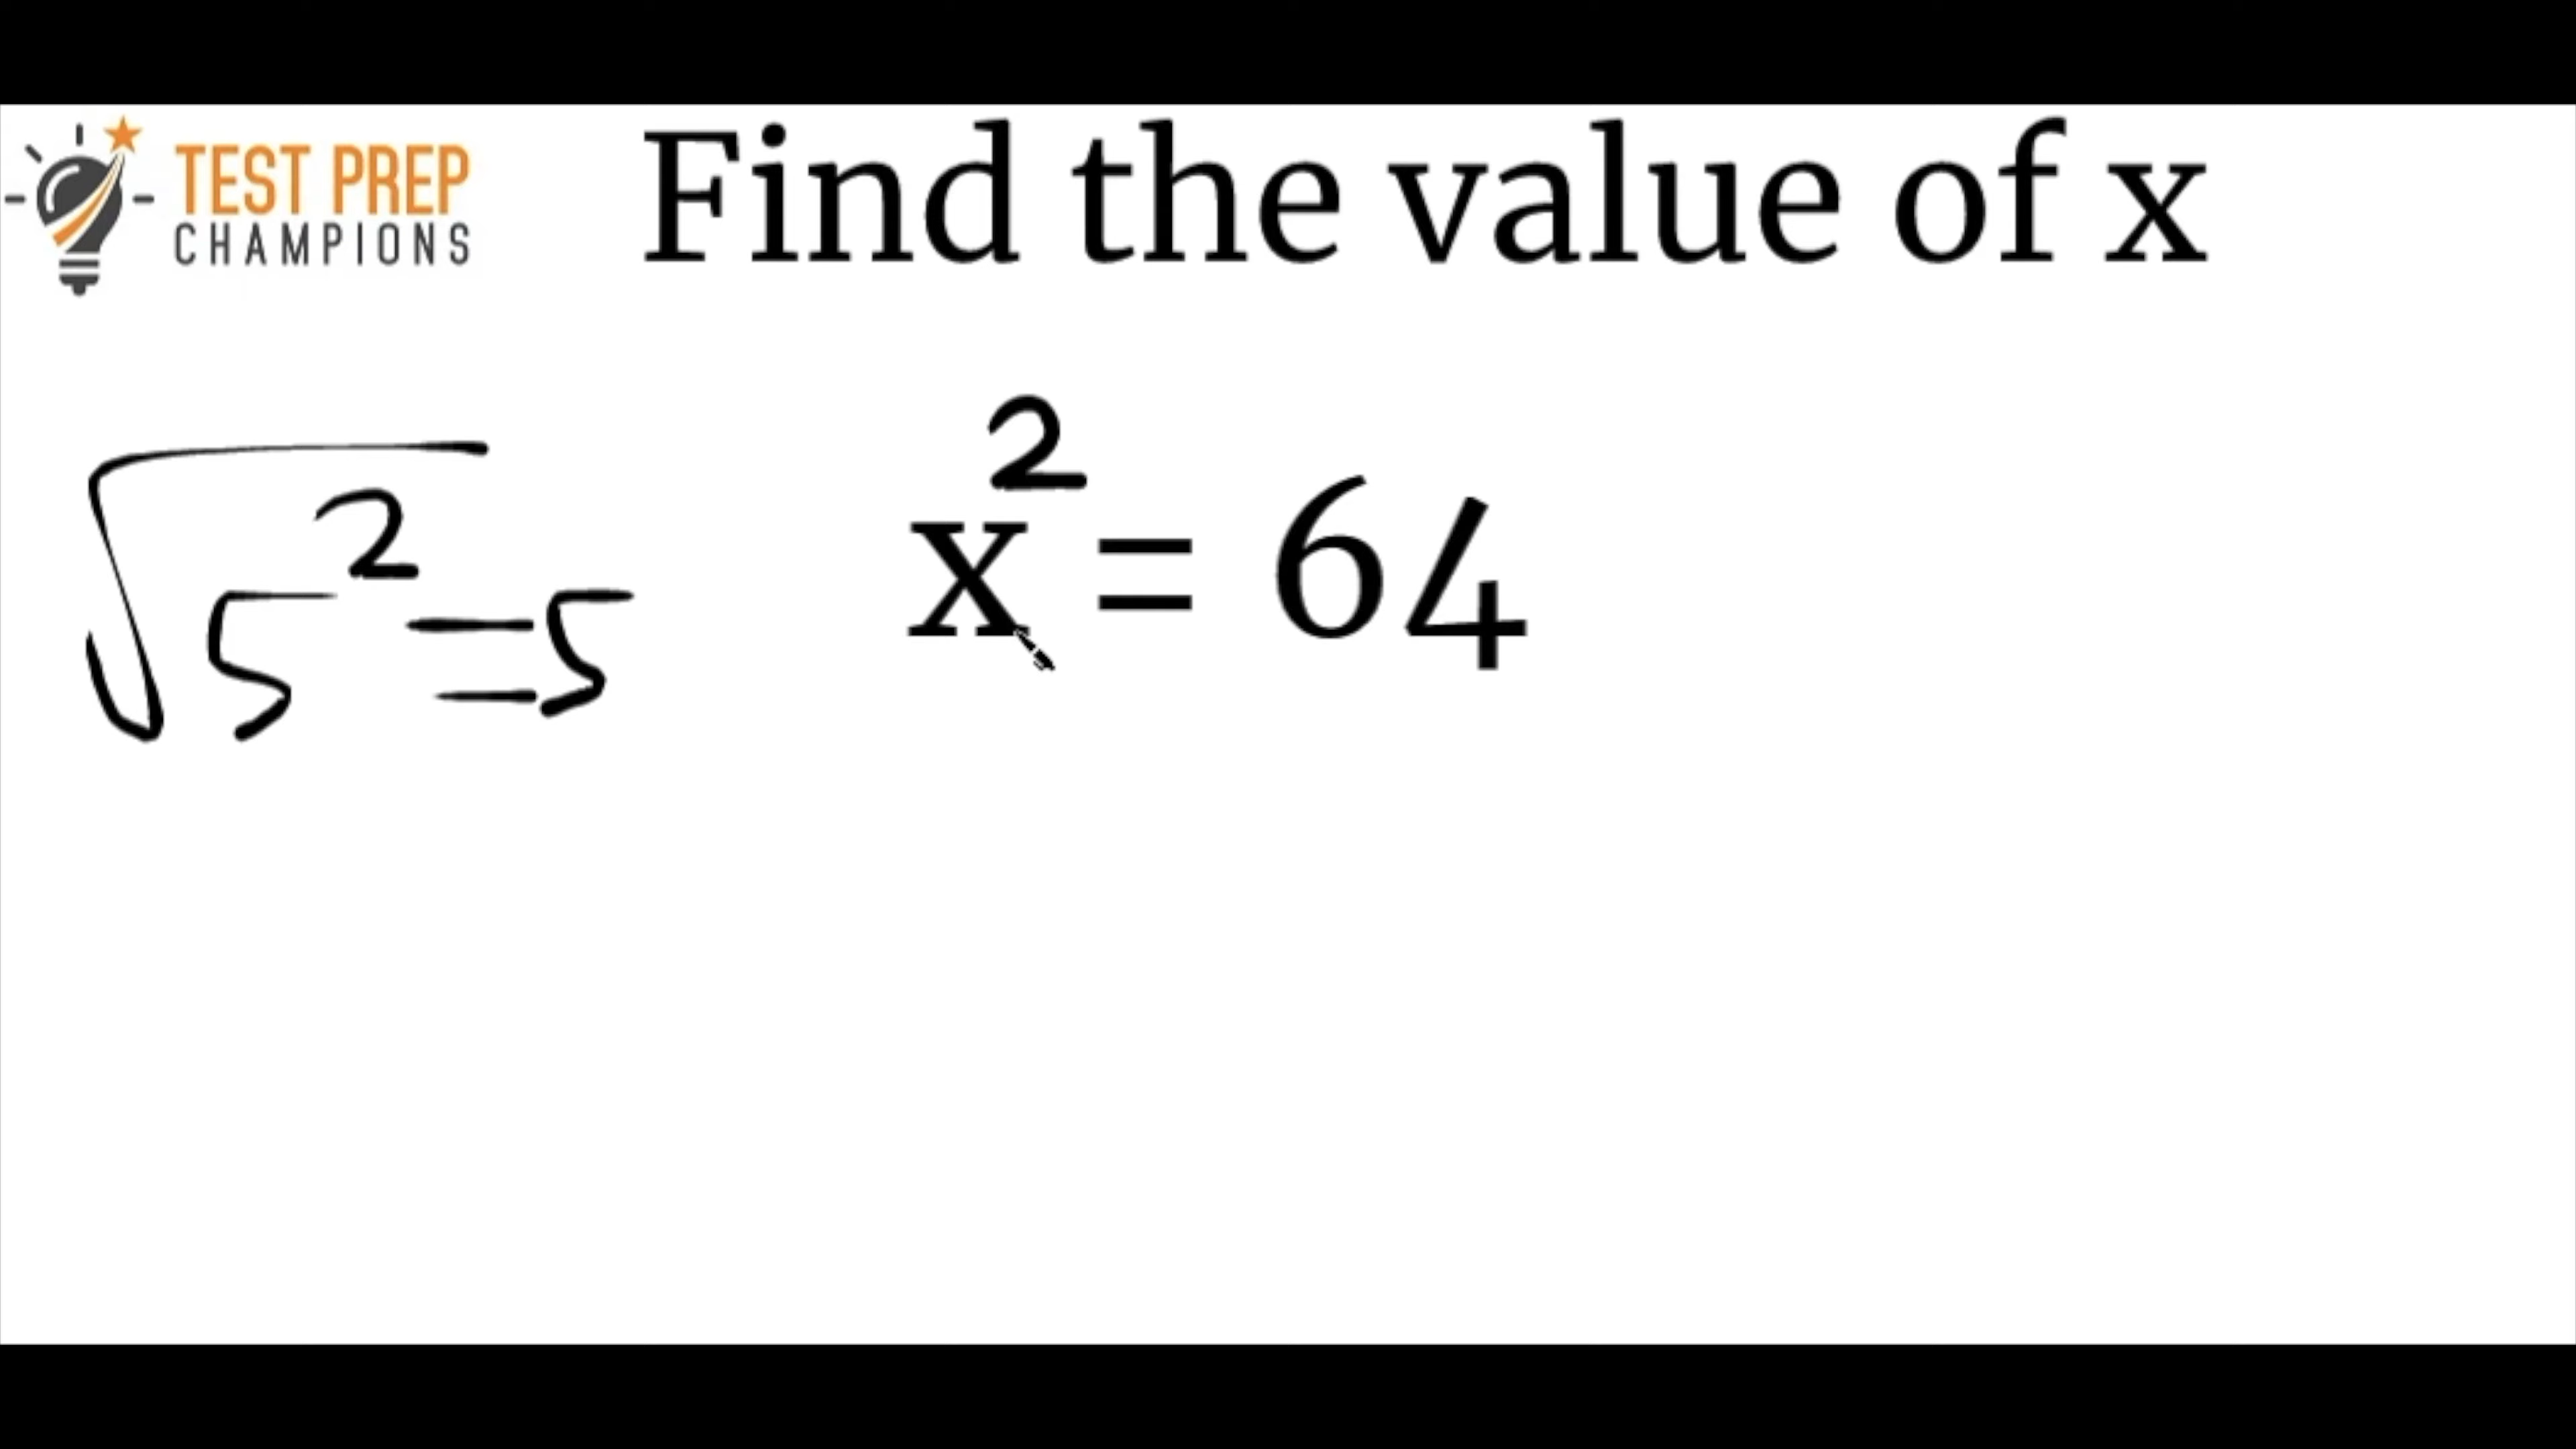 TEST PREP
CHAMPIONS
Find the value of x
√5² = 5
x² = 64